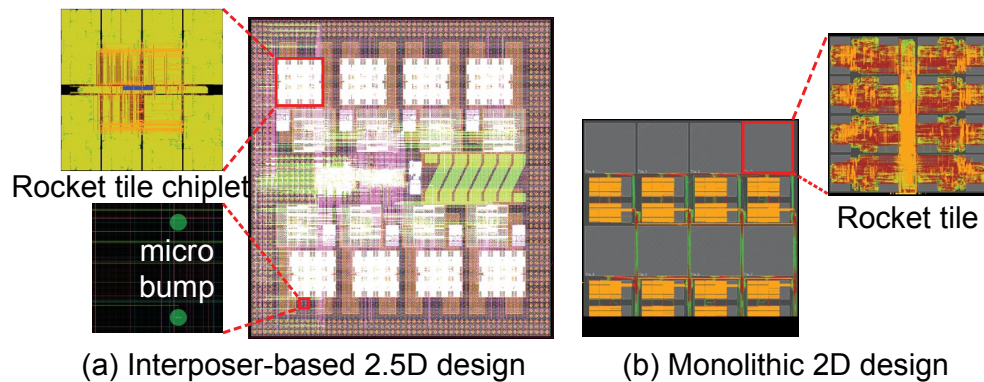 Rocket tile chiplet
micro
bump
(a) Interposer-based 2.5D design
Rocket tile
(b) Monolithic 2D design